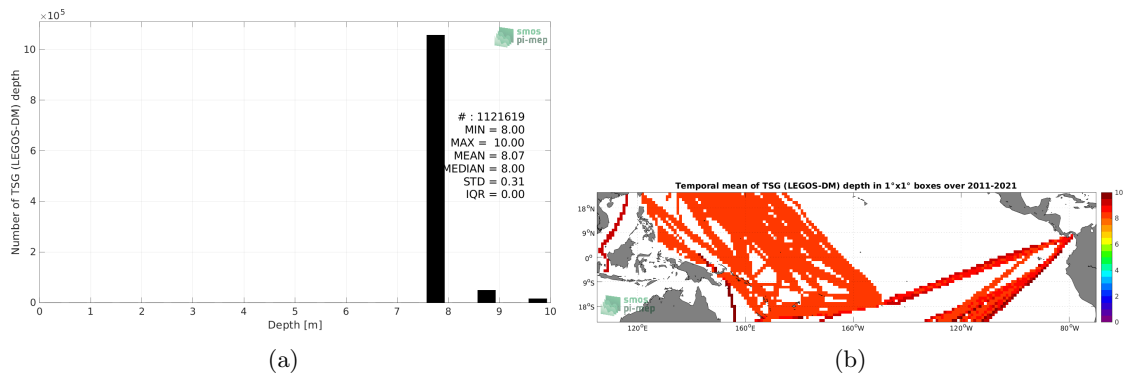 ×10⁵
smos
pi-mep
10
8
6
4
2
0
Number of TSG (LEGOS-DM) depth
# : 1121619
MIN = 8.00
MAX = 10.00
MEAN = 8.07
MEDIAN = 8.00
STD = 0.31
IQR = 0.00
0 1 2 3 4 5 6 7 8 9 10
Depth [m]
(a)
Temporal mean of TSG (LEGOS-DM) depth in 1°x1° boxes over 2011-2021
18°N
9°N
0°
9°S
18°S
smos
pi-mep
120°E 160°E 160°W 120°W 80°W
10
8
6
4
2
0
(b)